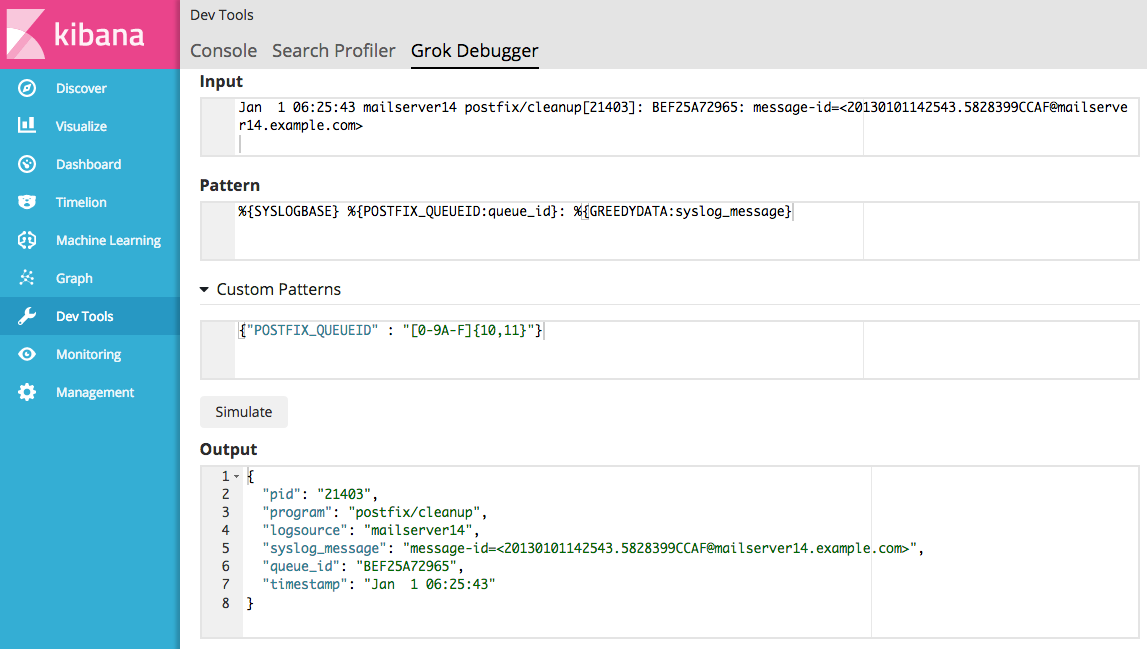 kibana
Discover
Visualize
Dashboard
Timelion
Machine Learning
Graph
Dev Tools
Monitoring
Management
Dev Tools
Console Search Profiler Grok Debugger
Input
Jan  1 06:25:43 mailserver14 postfix/cleanup[21403]: BEF25A72965: message-id=<20130101142543.5828399CCAF@mailserve
r14.example.com>
Pattern
%{SYSLOGBASE} %{POSTFIX_QUEUEID:queue_id}: %{GREEDYDATA:syslog_message}
Custom Patterns
{"POSTFIX_QUEUEID" : "[0-9A-F]{10,11}"}
Simulate
Output
1 {
2 "pid": "21403",
3 "program": "postfix/cleanup",
4 "logsource": "mailserver14",
5 "syslog_message": "message-id=<20130101142543.5828399CCAF@mailserver14.example.com>",
6 "queue_id": "BEF25A72965",
7 "timestamp": "Jan  1 06:25:43"
8 }